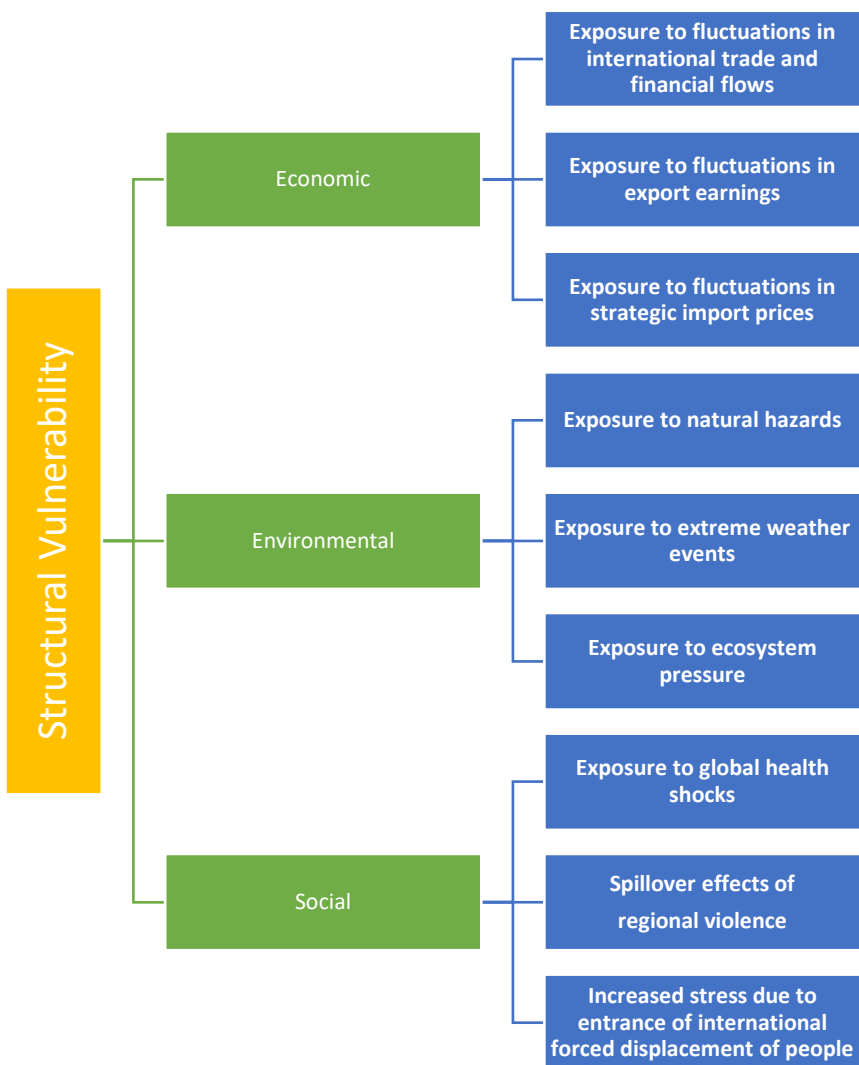 Structural Vulnerability
Economic
Exposure to fluctuations in
international trade and
financial flows
Exposure to fluctuations in
export earnings
Exposure to fluctuations in
strategic import prices
Environmental
Exposure to natural hazards
Exposure to extreme weather
events
Exposure to ecosystem
pressure
Social
Exposure to global health
shocks
Spillover effects of
regional violence
Increased stress due to
entrance of international
forced displacement of people